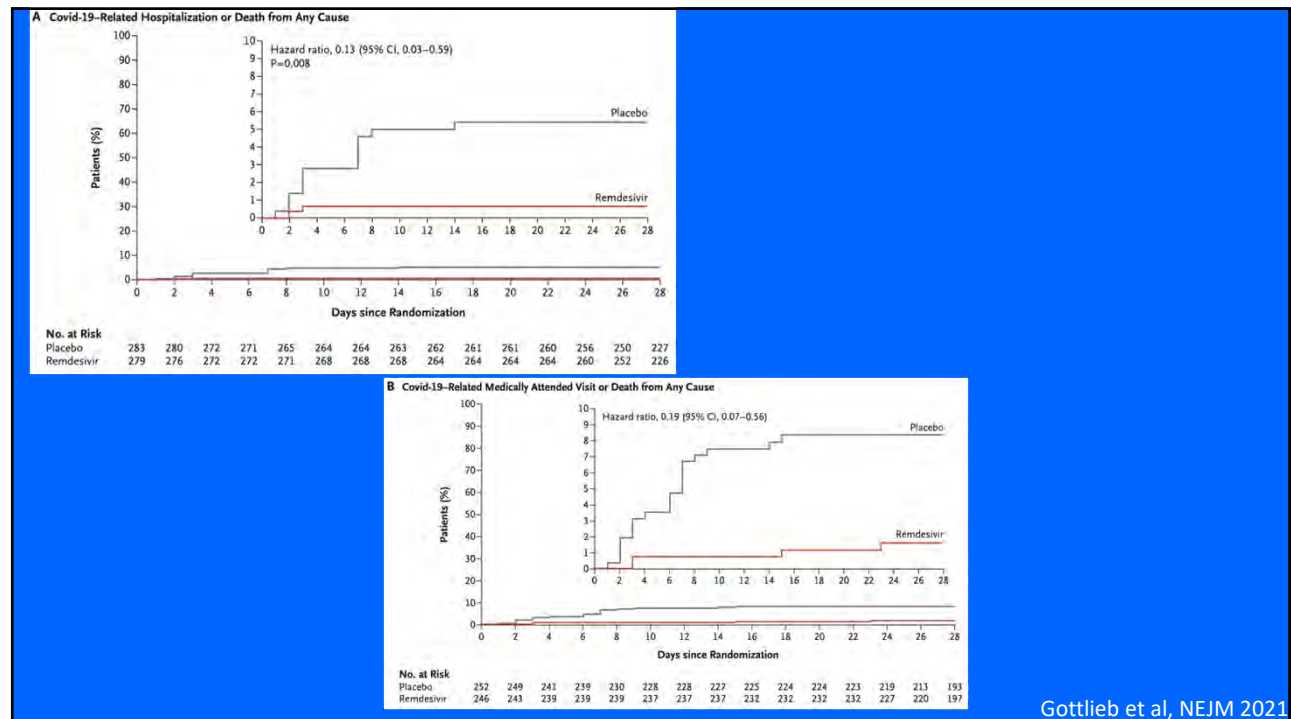 A Covid-19–Related Hospitalization or Death from Any Cause
Patients (%)
100
90
80
70
60
50
40
30
20
10
0
10
9
8
7
6
5
4
3
2
1
0
Hazard ratio, 0.13 (95% CI, 0.03–0.59)
P=0.008
Placebo
Remdesivir
0 2 4 6 8 10 12 14 16 18 20 22 24 26 28
0 2 4 6 8 10 12 14 16 18 20 22 24 26 28
Days since Randomization
No. at Risk
Placebo 283 280 272 271 265 264 264 263 262 261 261 260 256 250 227
Remdesivir 279 276 272 272 271 268 268 268 264 264 264 264 260 252 226
B Covid-19–Related Medically Attended Visit or Death from Any Cause
Patients (%)
100
90
80
70
60
50
40
30
20
10
0
10
9
8
7
6
5
4
3
2
1
0
Hazard ratio, 0.19 (95% CI, 0.07–0.56)
Placebo
Remdesivir
0 2 4 6 8 10 12 14 16 18 20 22 24 26 28
0 2 4 6 8 10 12 14 16 18 20 22 24 26 28
Days since Randomization
No. at Risk
Placebo 252 249 241 239 230 228 228 227 225 224 224 223 219 213 193
Remdesivir 246 243 239 239 239 237 237 237 232 232 232 232 227 220 197
Gottlieb et al, NEJM 2021